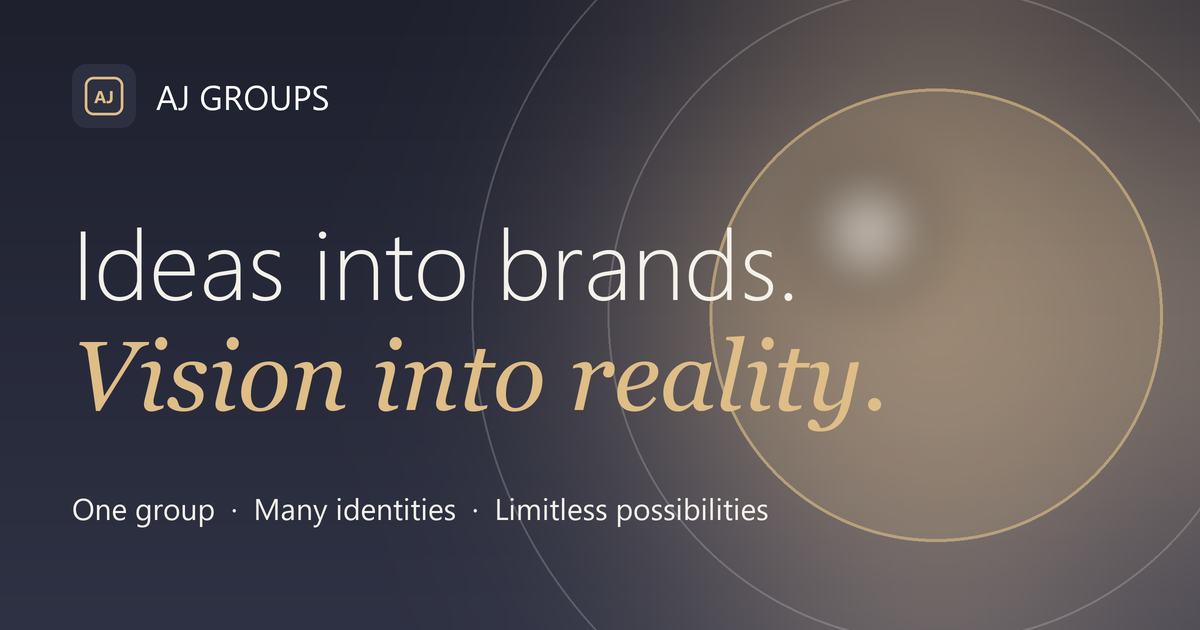 AJ
AJ GROUPS
Ideas into brands.
Vision into reality.
One group · Many identities · Limitless possibilities